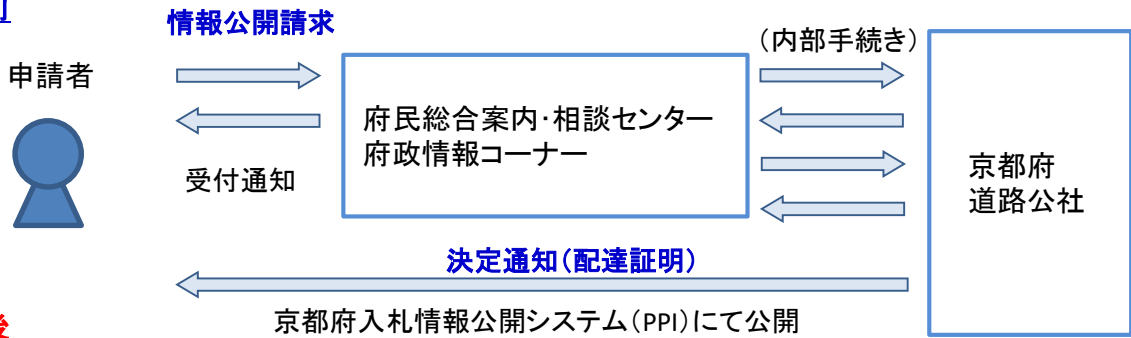 情報公開請求
(内部手続き)
申請者
府民総合案内・相談センター
府政情報コーナー
受付通知
京都府
道路公社
決定通知(配達証明)
京都府入札情報公開システム(PPI)にて公開